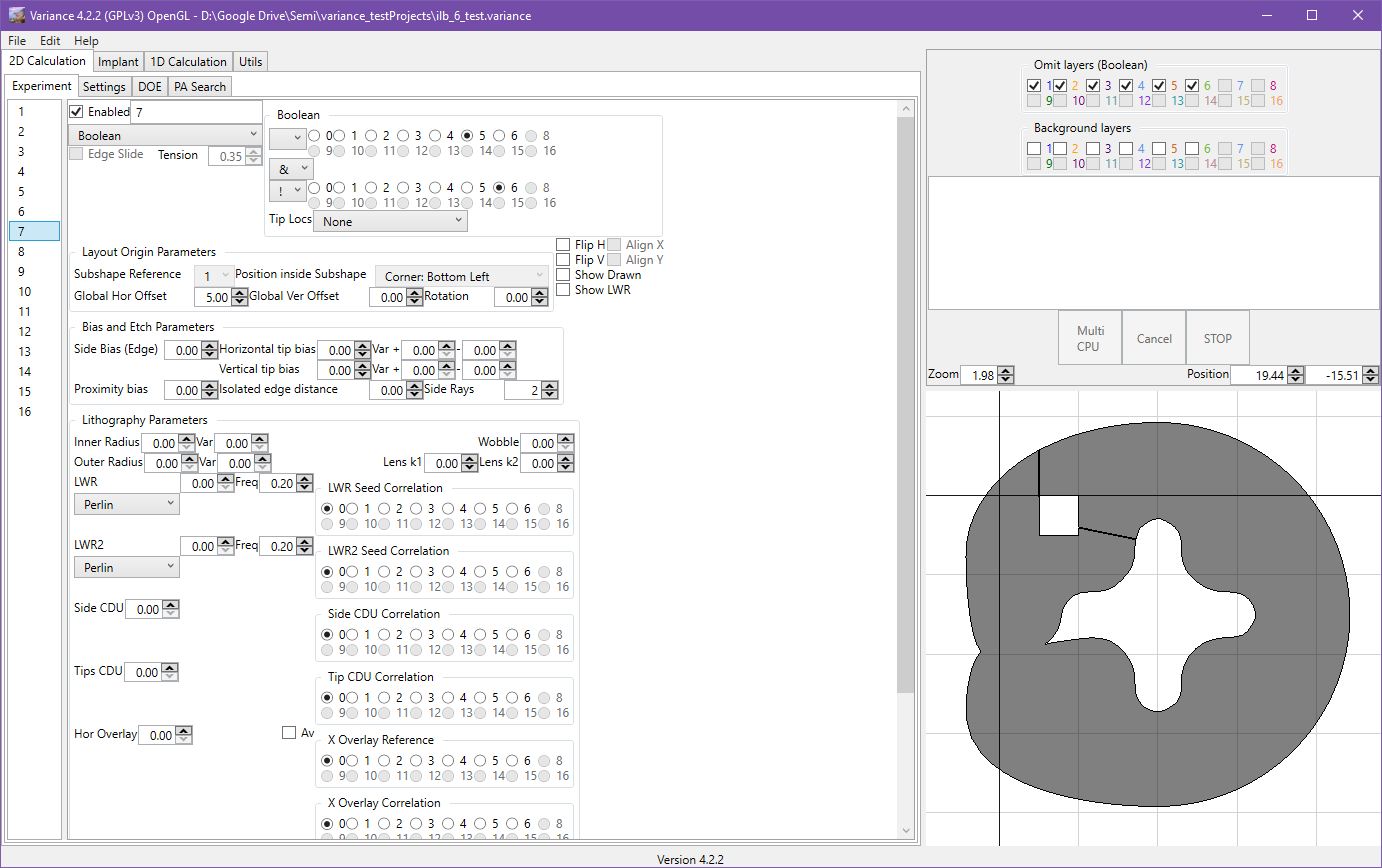 Variance 4.2.2 (GPLv3) OpenGL - D:\Google Drive\Semi\variance_testProjects\ilb_6_test.variance
File Edit Help
2D Calculation Implant 1D Calculation Utils
Experiment Settings DOE PA Search
1
2
3
4
5
6
7
8
9
10
11
12
13
14
15
16
Enabled 7
Boolean
Edge Slide Tension 0.35
Boolean
0 1 2 3 4 5 6 8
9 10 11 12 13 14 15 16
&
! 0 1 2 3 4 5 6 8
9 10 11 12 13 14 15 16
Tip Locs None
Layout Origin Parameters
Subshape Reference 1 Position inside Subshape Corner: Bottom Left
Global Hor Offset 5.00 Global Ver Offset 0.00 Rotation 0.00
Flip H Align X
Flip V Align Y
Show Drawn
Show LWR
Bias and Etch Parameters
Side Bias (Edge) 0.00 Horizontal tip bias 0.00 Var + 0.00 - 0.00
Vertical tip bias 0.00 Var + 0.00 - 0.00
Proximity bias 0.00 Isolated edge distance 0.00 Side Rays 2
Lithography Parameters
Inner Radius 0.00 Var 0.00 Wobble 0.00
Outer Radius 0.00 Var 0.00 Lens k1 0.00 Lens k2 0.00
LWR 0.00 Freq 0.20
Perlin
LWR Seed Correlation
0 1 2 3 4 5 6 8
9 10 11 12 13 14 15 16
LWR2 0.00 Freq 0.20
Perlin
LWR2 Seed Correlation
0 1 2 3 4 5 6 8
9 10 11 12 13 14 15 16
Side CDU 0.00
Side CDU Correlation
0 1 2 3 4 5 6 8
9 10 11 12 13 14 15 16
Tips CDU 0.00
Tip CDU Correlation
0 1 2 3 4 5 6 8
9 10 11 12 13 14 15 16
Hor Overlay 0.00 Av
X Overlay Reference
0 1 2 3 4 5 6 8
9 10 11 12 13 14 15 16
X Overlay Correlation
0 1 2 3 4 5 6 8
9 10 11 12 13 14 15 16
Omit layers (Boolean)
1 2 3 4 5 6 7 8
9 10 11 12 13 14 15 16
Background layers
1 2 3 4 5 6 7 8
9 10 11 12 13 14 15 16
Multi
CPU
Cancel
STOP
Zoom 1.98 Position 19.44 -15.51
Version 4.2.2